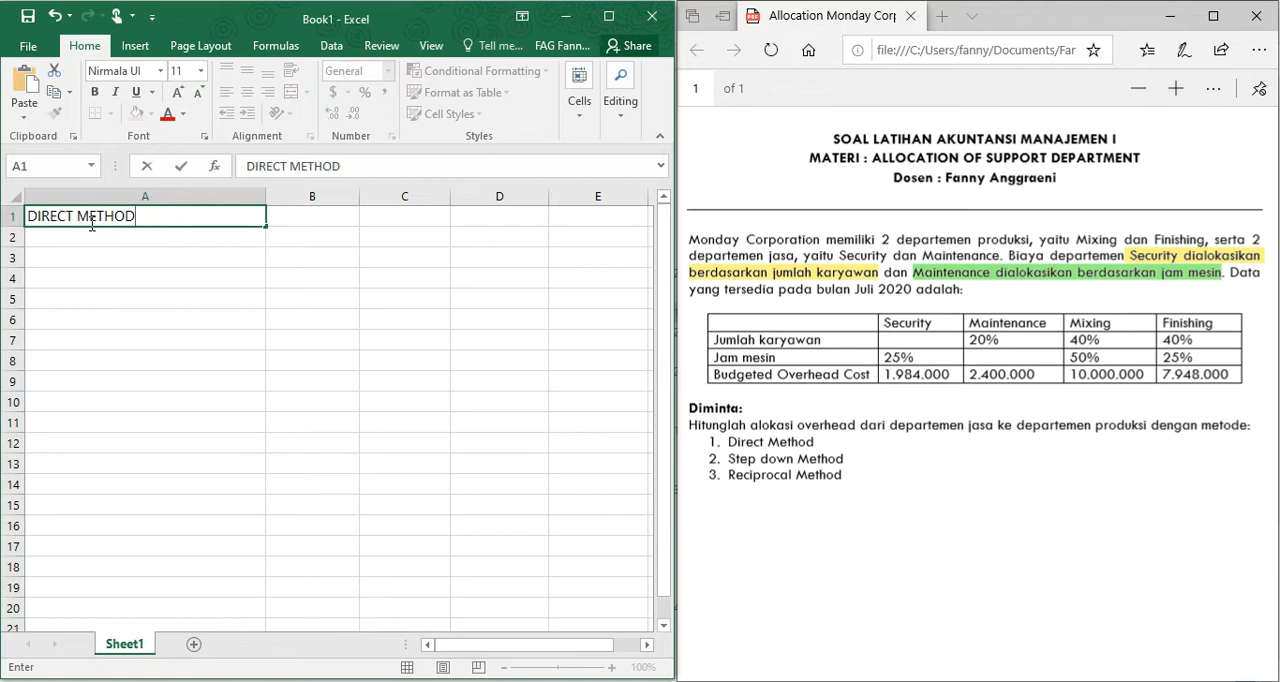 Book1 - Excel
File Home Insert Page Layout Formulas Data Review View Tell me... FAG Fann... Share
Paste
Nirmala UI 11
B I U
A A
A
General
$ % ,
Conditional Formatting
Format as Table
Cell Styles
Cells
Editing
Clipboard Font Alignment Number Styles
A1 fx DIRECT METHOD
A B C D E
1 DIRECT METHOD
2
3
4
5
6
7
8
9
10
11
12
13
14
15
16
17
18
19
20
21
Sheet1
Enter 100%
Allocation Monday Corp
file:///C:/Users/fanny/Documents/Far
1 of 1
SOAL LATIHAN AKUNTANSI MANAJEMEN I
MATERI : ALLOCATION OF SUPPORT DEPARTMENT
Dosen : Fanny Anggraeni
Monday Corporation memiliki 2 departemen produksi, yaitu Mixing dan Finishing, serta 2
departemen jasa, yaitu Security dan Maintenance. Biaya departemen Security dialokasikan
berdasarkan jumlah karyawan dan Maintenance dialokasikan berdasarkan jam mesin. Data
yang tersedia pada bulan Juli 2020 adalah:
Security Maintenance Mixing Finishing
Jumlah karyawan 20% 40% 40%
Jam mesin 25% 50% 25%
Budgeted Overhead Cost 1.984.000 2.400.000 10.000.000 7.948.000
Diminta:
Hitunglah alokasi overhead dari departemen jasa ke departemen produksi dengan metode:
1. Direct Method
2. Step down Method
3. Reciprocal Method